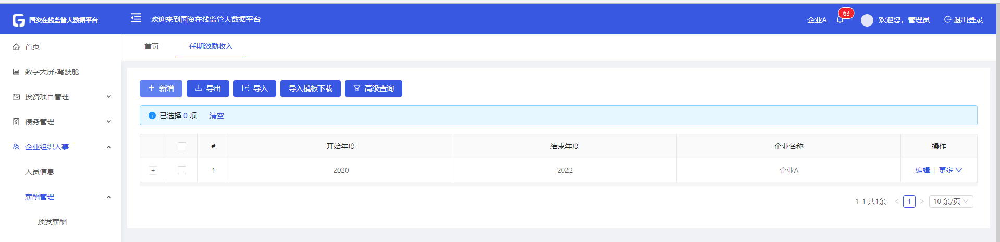 国资在线监管大数据平台
欢迎来到国资在线监管大数据平台
企业A
63
欢迎您，管理员
退出登录
首页
数字大屏-驾驶舱
投资项目管理
债务管理
企业组织人事
人员信息
薪酬管理
预发薪酬
首页 任期激励收入
+ 新增 导出 导入 导入模板下载 高级查询
已选择 0 项 清空
# 开始年度 结束年度 企业名称 操作
+ 1 2020 2022 企业A 编辑 更多
1-1 共1条 < 1 > 10 条/页